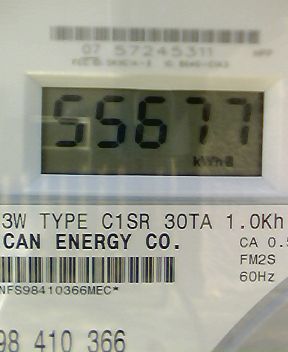 07 57245311
55677
kWh
3W TYPE C1SR 30TA 1.0Kh
CAN ENERGY CO.
CA 0.5
FM2S
60Hz
NFS98410366MEC*
98 410 366